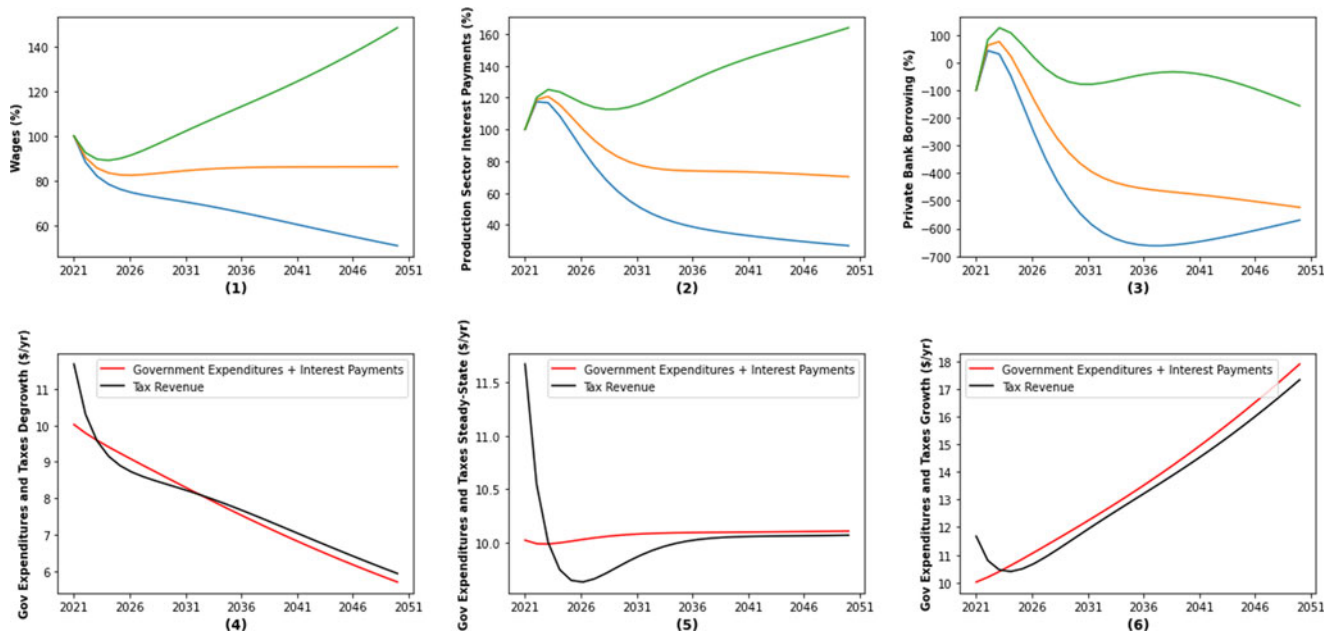 Wages (%)
140
120
100
80
60
2021 2026 2031 2036 2041 2046 2051
(1)
Production Sector Interest Payments (%)
160
140
120
100
80
60
40
2021 2026 2031 2036 2041 2046 2051
(2)
Private Bank Borrowing (%)
100
0
−100
−200
−300
−400
−500
−600
−700
2021 2026 2031 2036 2041 2046 2051
(3)
Gov Expenditures and Taxes Degrowth ($/yr)
11
10
9
8
7
6
Government Expenditures + Interest Payments
Tax Revenue
2021 2026 2031 2036 2041 2046 2051
(4)
Gov Expenditures and Taxes Steady-State ($/yr)
11.5
11.0
10.5
10.0
Government Expenditures + Interest Payments
Tax Revenue
2021 2026 2031 2036 2041 2046 2051
(5)
Gov Expenditures and Taxes Growth ($/yr)
18
17
16
15
14
13
12
11
10
Government Expenditures + Interest Payments
Tax Revenue
2021 2026 2031 2036 2041 2046 2051
(6)